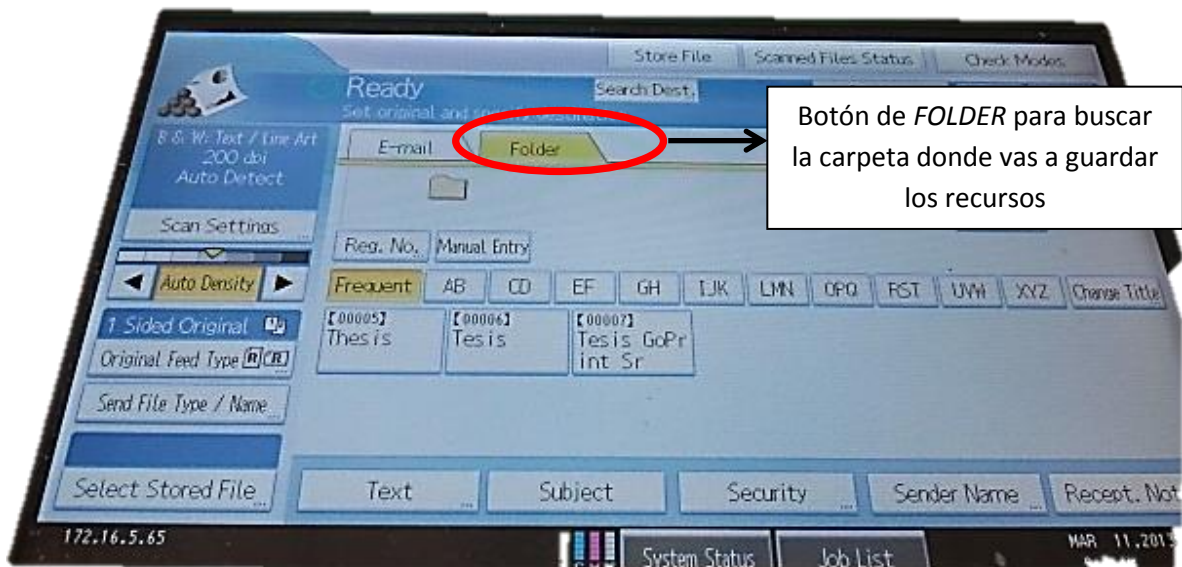 Store File
Scanned Files Status
Check Modes
Ready
Search Dest.
Set original and
B & W: Text / Line Art
200 dpi
Auto Detect
E-mail
Folder
Botón de FOLDER para buscar
la carpeta donde vas a guardar
los recursos
Scan Settings
Reg. No.
Manual Entry
Auto Density
Frequent
AB
CD
EF
GH
IJK
LMN
OPQ
RST
UVW
XYZ
Change Title
1 Sided Original
[00005]
Thesis
[00006]
Tesis
[00007]
Tesis GoPr
int Sr
Original Feed Type
Send File Type / Name
Select Stored File
Text
Subject
Security
Sender Name
Recept. Not
172.16.5.65
System Status
Job List
MAR 11,2013